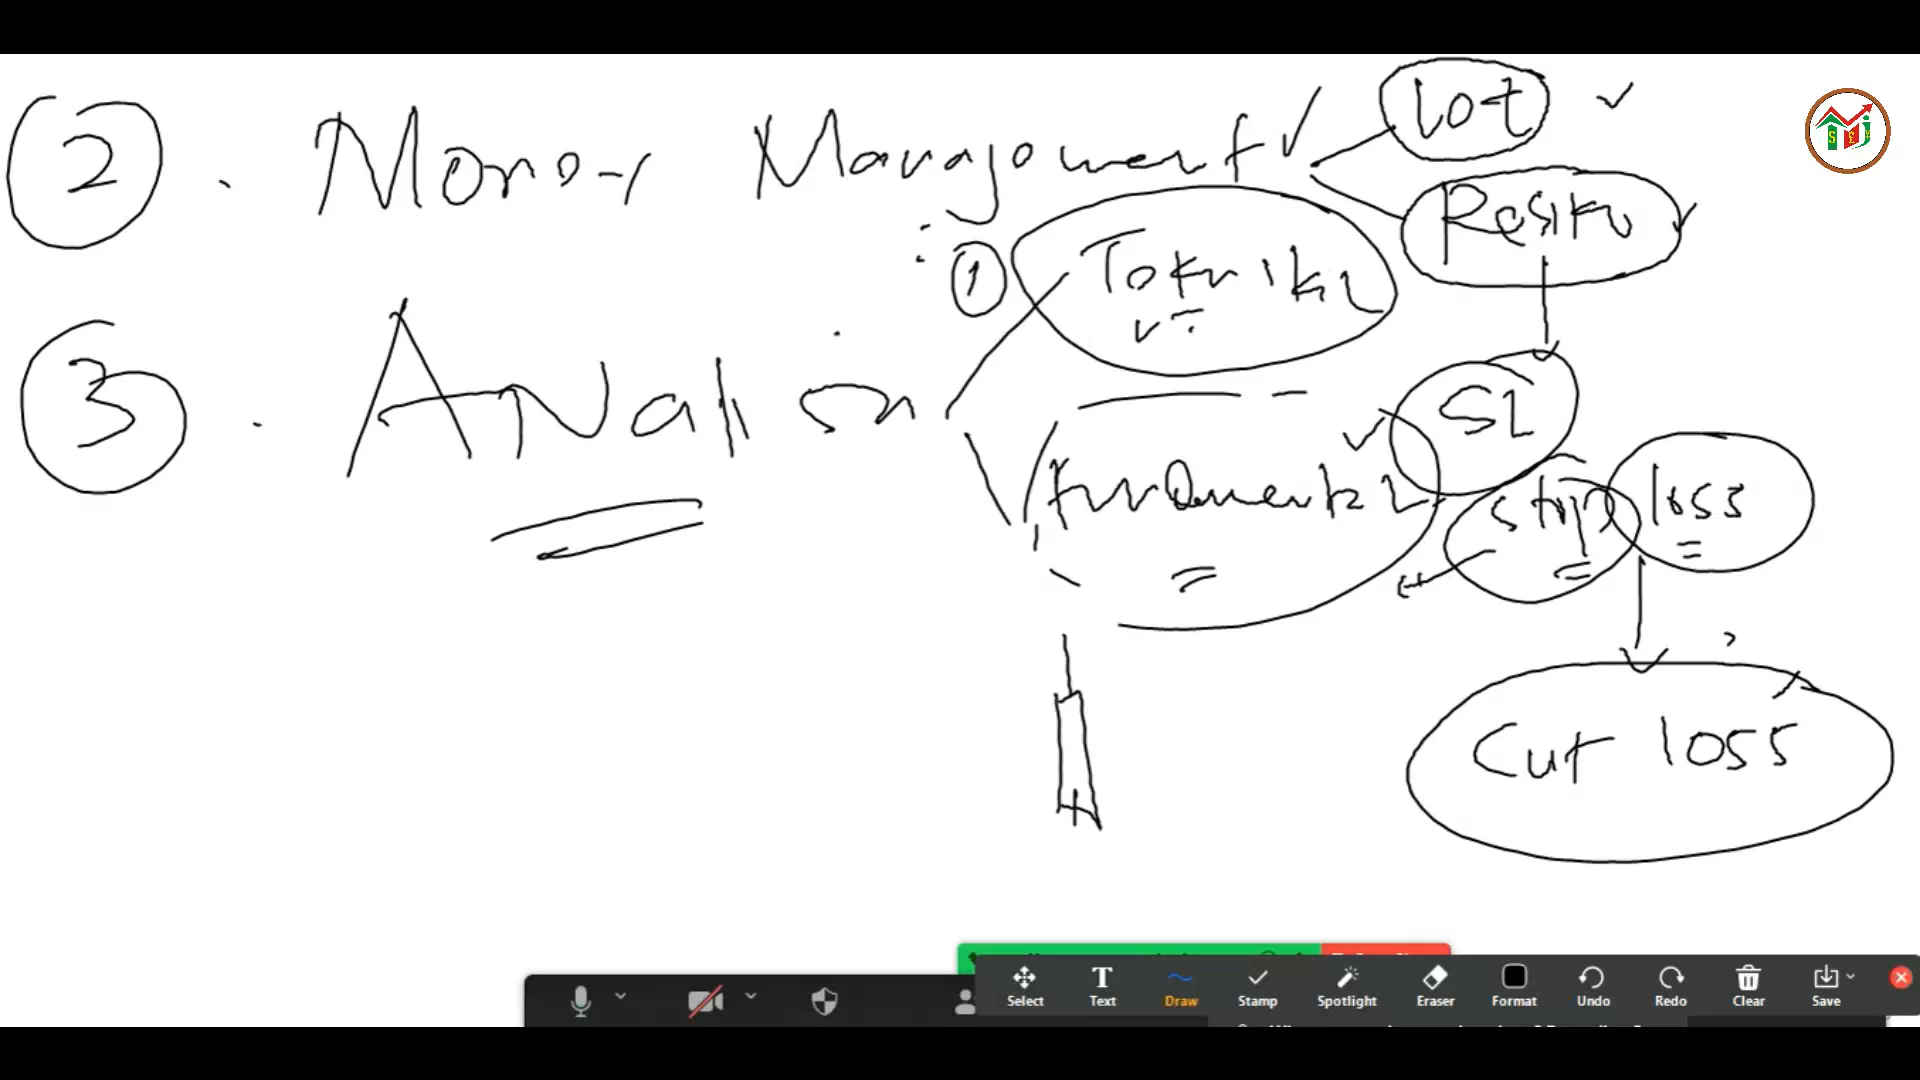 2. Money Management
Lot
Resiko
1 Teknikal
3. Analisa
SL
fundamental
Stop loss
Cut loss
Select
Text
Draw
Stamp
Spotlight
Eraser
Format
Undo
Redo
Clear
Save